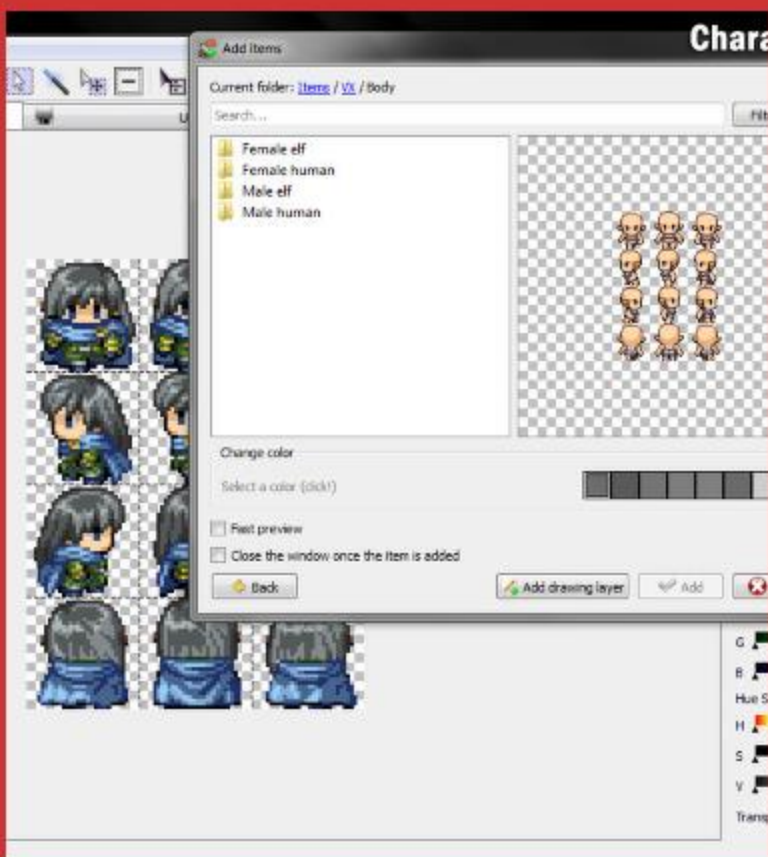 Chara
Add items
Current folder: Items / VX / Body
Search...
Filt
Female elf
Female human
Male elf
Male human
Change color
Select a color (click!)
Fast preview
Close the window once the item is added
Back
Add drawing layer
Add
G
B
Hue S
H
S
V
Transp